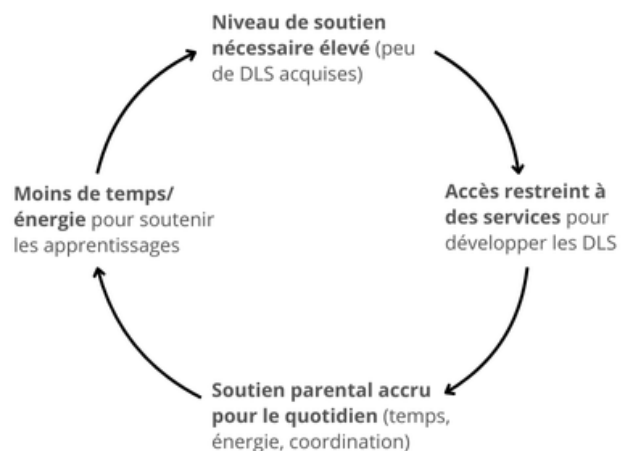 Niveau de soutien
nécessaire élevé (peu
de DLS acquises)
Accès restreint à
des services pour
développer les DLS
Soutien parental accru
pour le quotidien (temps,
énergie, coordination)
Moins de temps/
énergie pour soutenir
les apprentissages